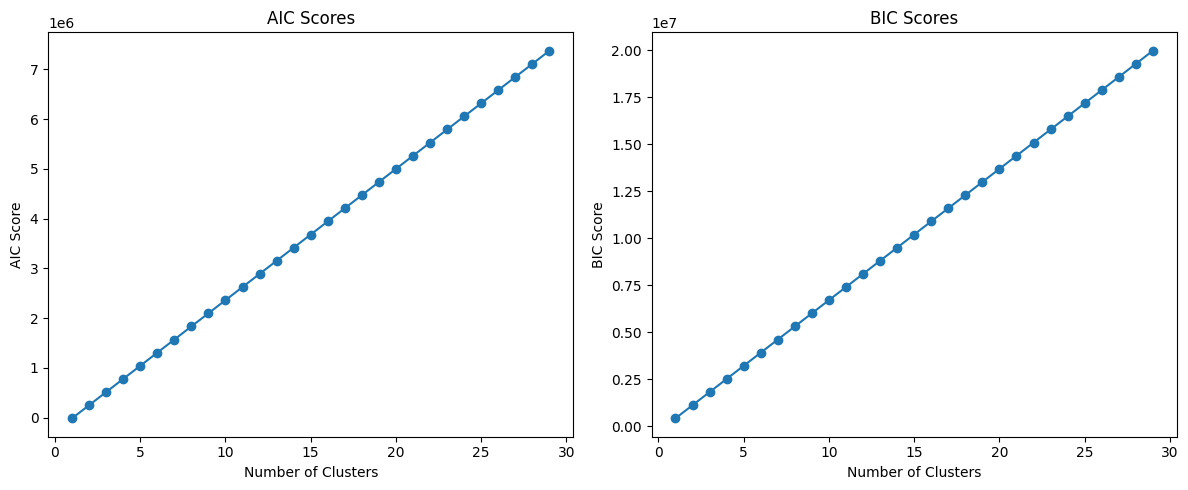 AIC Scores
1e6
7
6
5
4
3
2
1
0
AIC Score
0 5 10 15 20 25 30
Number of Clusters
BIC Scores
1e7
2.00
1.75
1.50
1.25
1.00
0.75
0.50
0.25
0.00
BIC Score
0 5 10 15 20 25 30
Number of Clusters